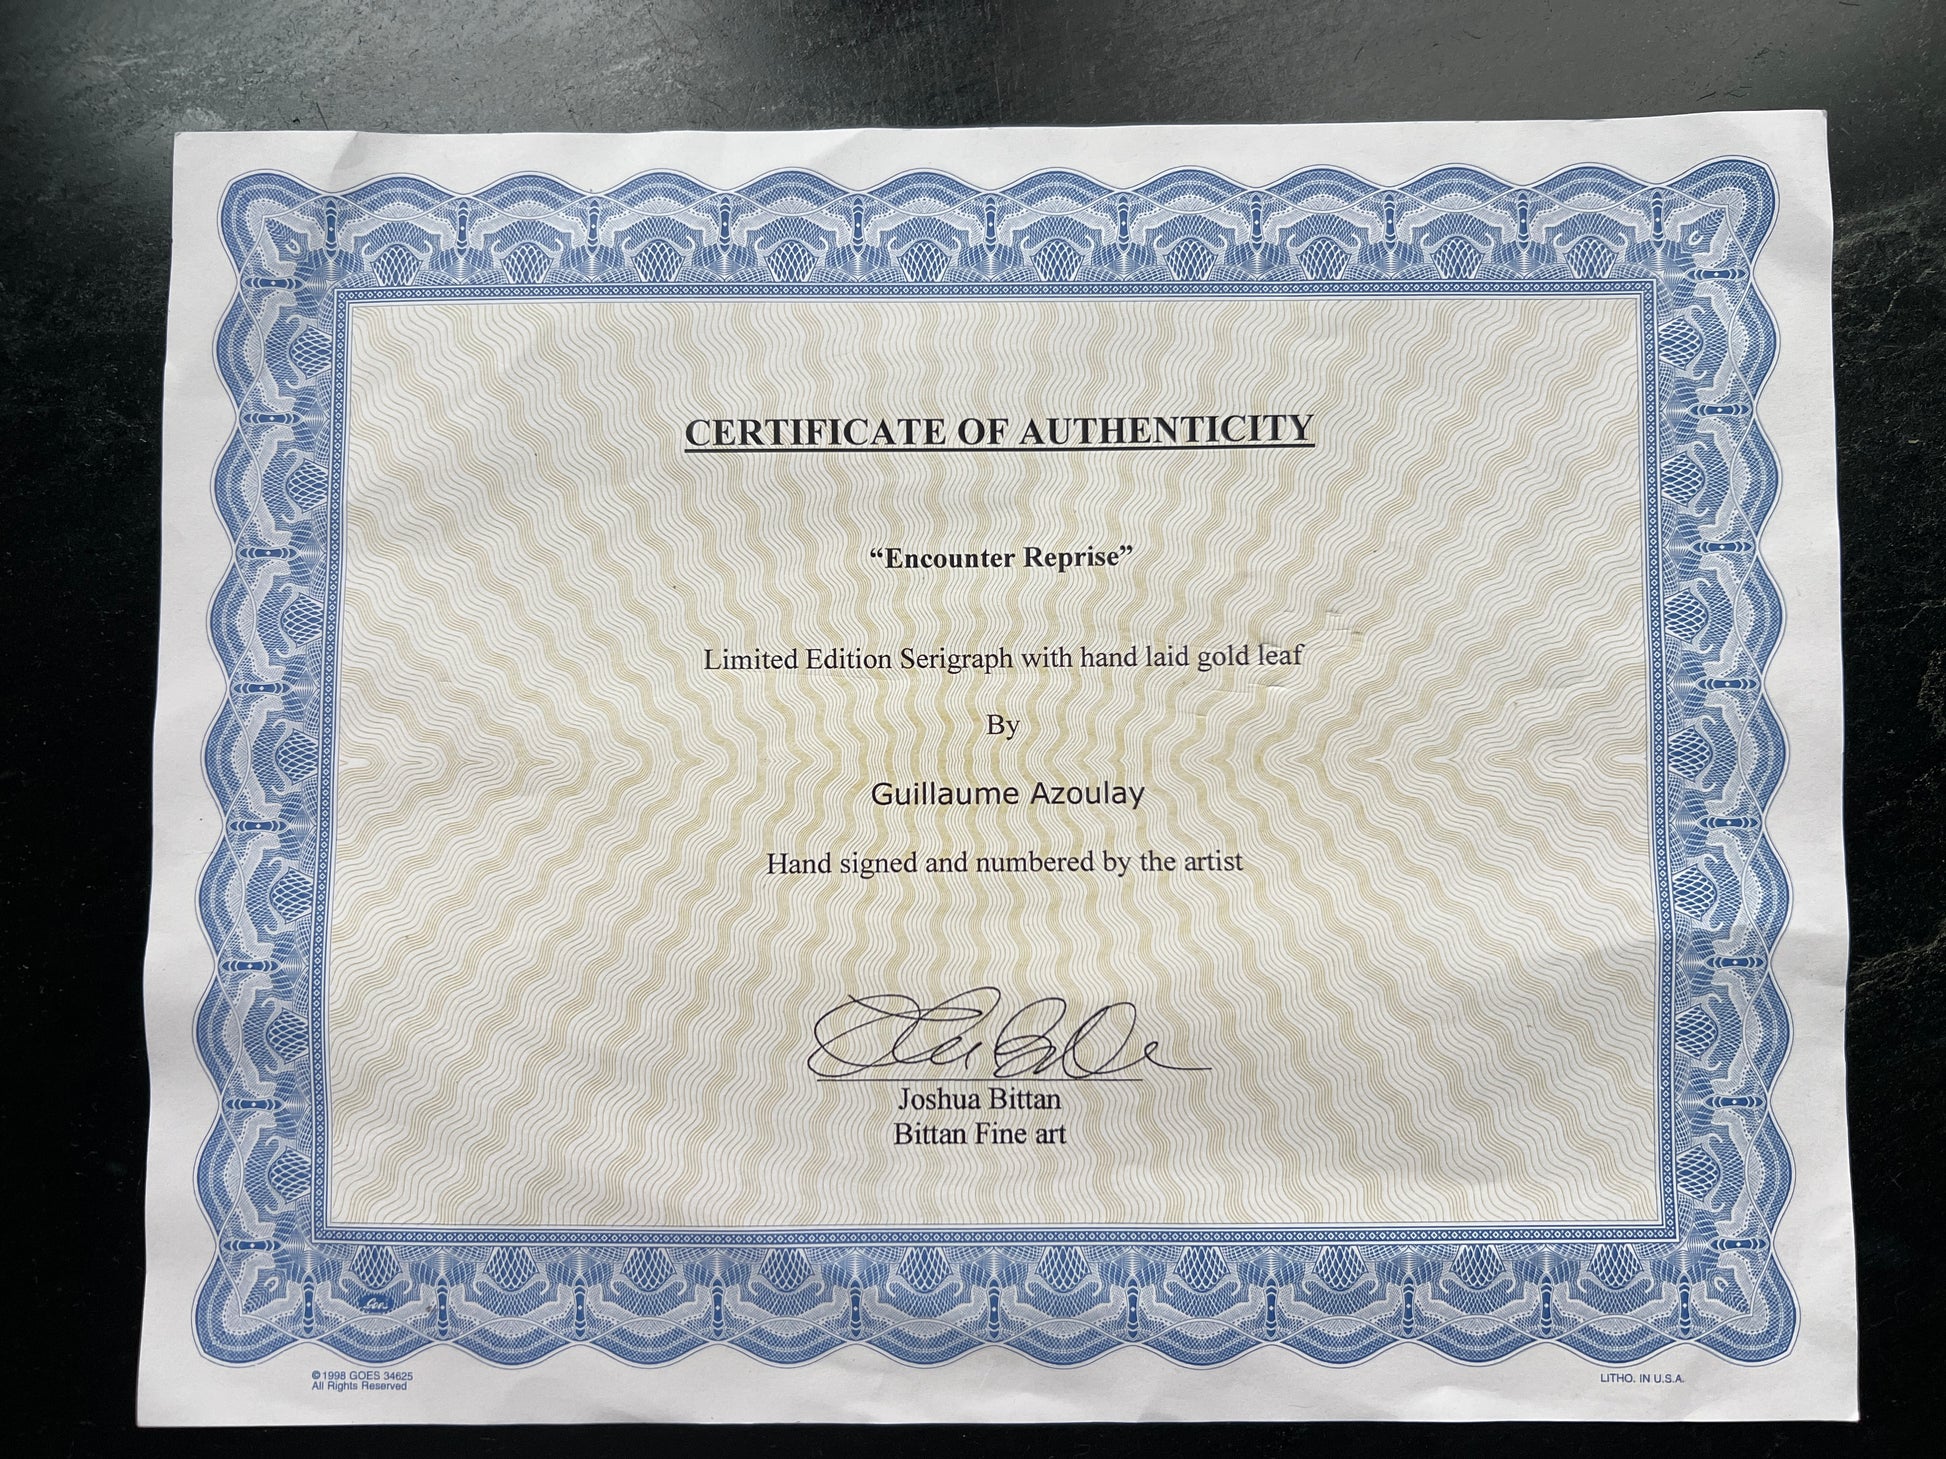 CERTIFICATE OF AUTHENTICITY
“Encounter Reprise”
Limited Edition Serigraph with hand laid gold leaf
By
Guillaume Azoulay
Hand signed and numbered by the artist
Joshua Bittan
Bittan Fine art
Goes
©1998 GOES 34625
All Rights Reserved
LITHO. IN U.S.A.